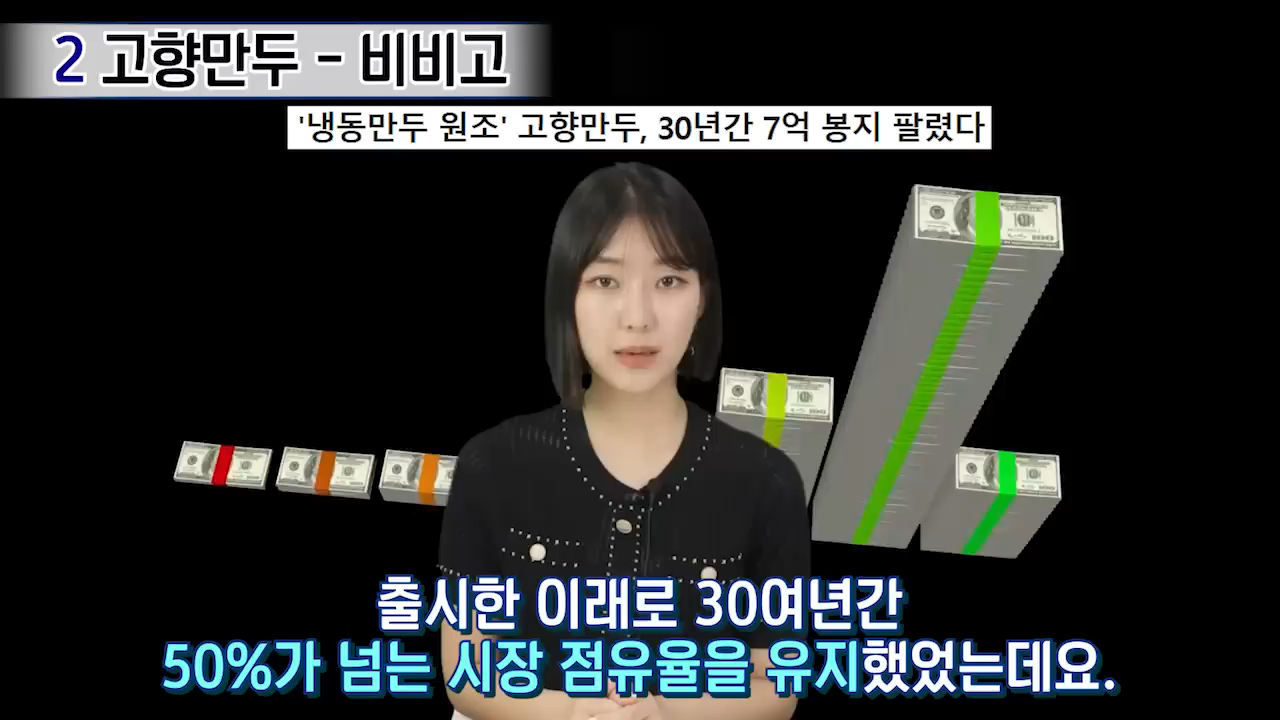 2 고향만두 - 비비고
'냉동만두 원조' 고향만두, 30년간 7억 봉지 팔렸다
출시한 이래로 30여년간
50%가 넘는 시장 점유율을 유지했었는데요.